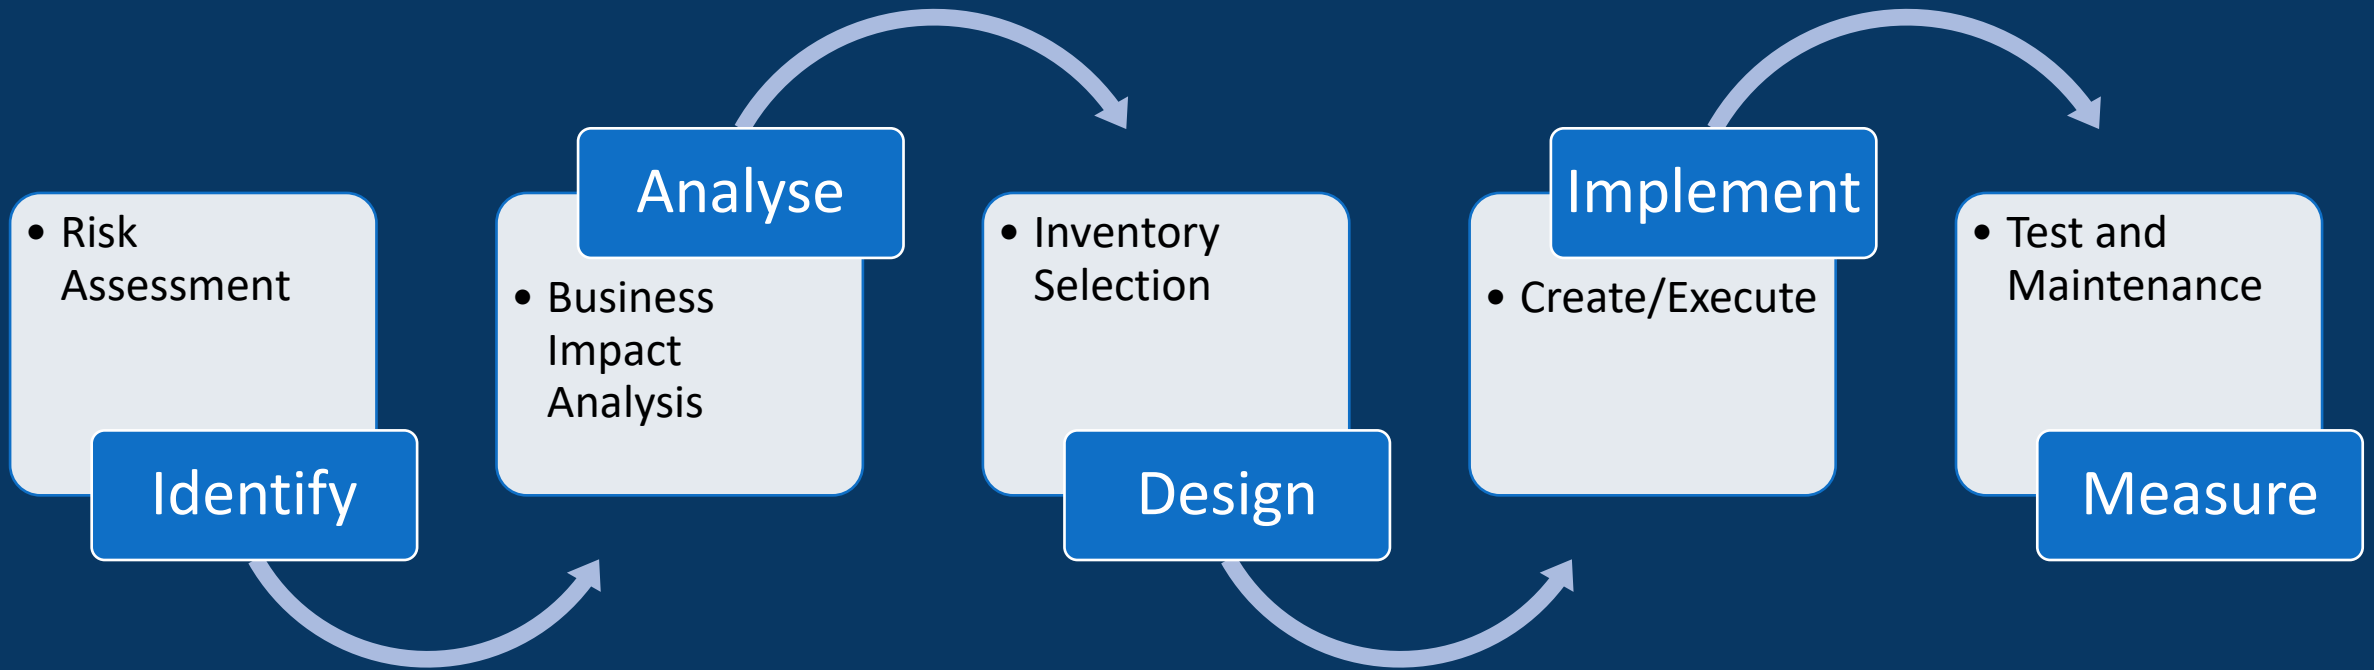 • Risk
Assessment
Identify
Analyse
• Business
Impact
Analysis
• Inventory
Selection
Design
Implement
• Create/Execute
• Test and
Maintenance
Measure